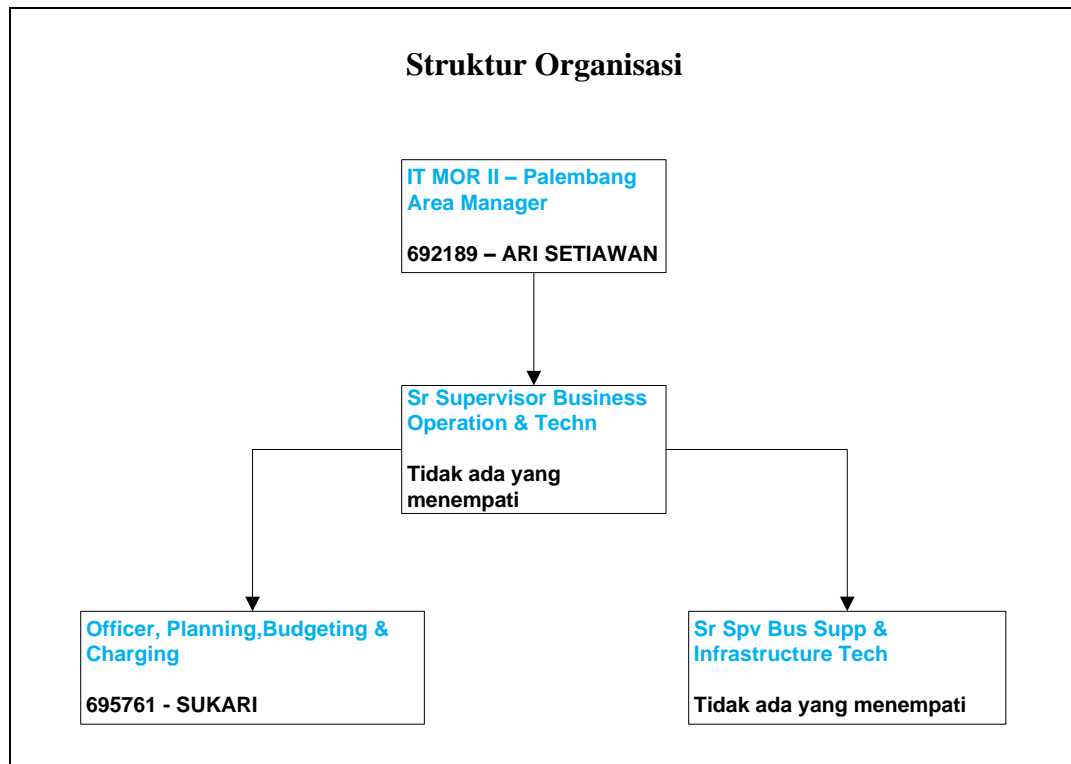 Struktur Organisasi
IT MOR II – Palembang
Area Manager
692189 – ARI SETIAWAN
Sr Supervisor Business
Operation & Techn
Tidak ada yang
menempati
Officer, Planning,Budgeting &
Charging
695761 - SUKARI
Sr Spv Bus Supp &
Infrastructure Tech
Tidak ada yang menempati